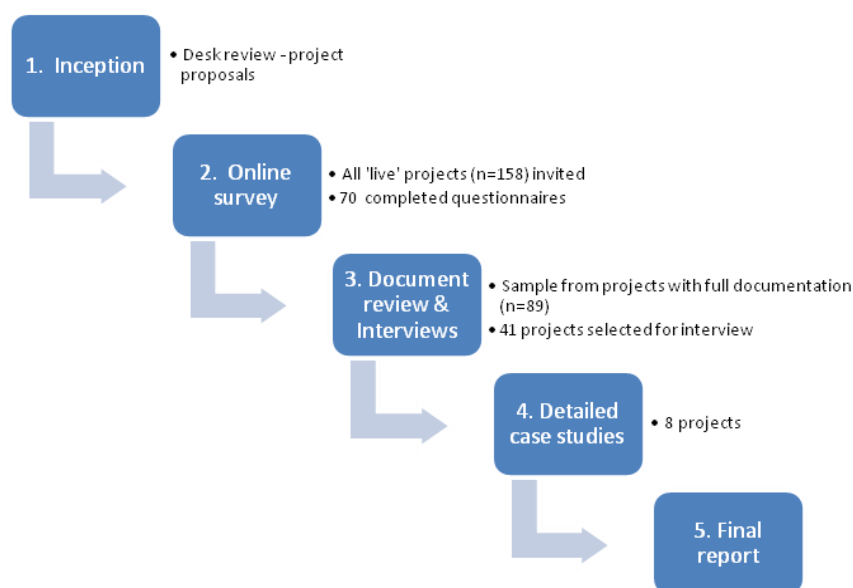 1. Inception
• Desk review - project
proposals
2. Online
survey
• All 'live' projects (n=158) invited
• 70 completed questionnaires
3. Document
review &
Interviews
• Sample from projects with full documentation
(n=89)
• 41 projects selected for interview
4. Detailed
case studies
• 8 projects
5. Final
report